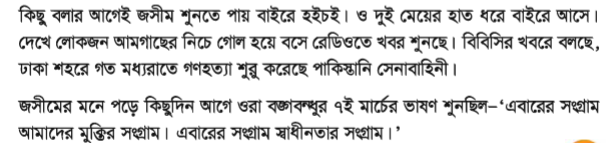 কিছু বলার আগেই জসীম শুনতে পায় বাইরে হইচই। ও দুই মেয়ের হাত ধরে বাইরে আসে।
দেখে লোকজন আমগাছের নিচে গোল হয়ে বসে রেডিওতে খবর শুনছে। বিবিসির খবরে বলছে,
ঢাকা শহরে গত মধ্যরাতে গণহত্যা শুরু করেছে পাকিস্তানি সেনাবাহিনী।
জসীমের মনে পড়ে কিছুদিন আগে ওরা বঙ্গবন্ধুর ৭ই মার্চের ভাষণ শুনছিল–‘এবারের সংগ্রাম
আমাদের মুক্তির সংগ্রাম। এবারের সংগ্রাম স্বাধীনতার সংগ্রাম।’